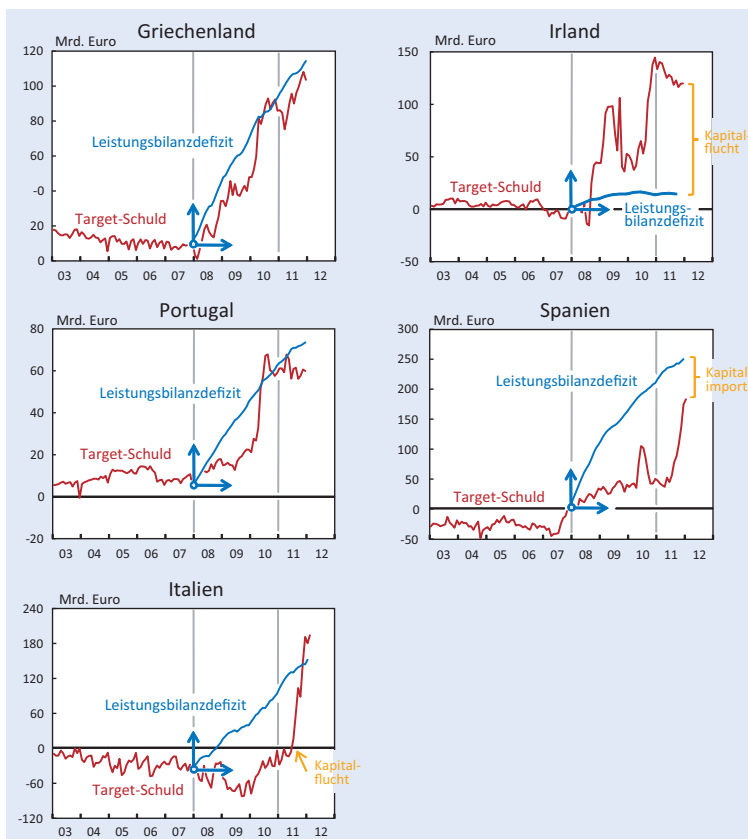 Griechenland
Mrd. Euro
120
100
80
60
-0
20
0
Leistungsbilanzdefizit
Target-Schuld
03 04 05 06 07 08 09 10 11 12
Irland
Mrd. Euro
150
100
50
0
-50
Kapital-
flucht
Target-Schuld
Leistungs-
bilanzdefizit
03 04 05 06 07 08 09 10 11 12
Portugal
Mrd. Euro
80
60
40
20
0
-20
Leistungsbilanzdefizit
Target-Schuld
03 04 05 06 07 08 09 10 11 12
Spanien
Mrd. Euro
300
250
200
150
100
50
0
-50
Leistungsbilanzdefizit
Kapital
import
Target-Schuld
03 04 05 06 07 08 09 10 11 12
Italien
Mrd. Euro
240
180
120
60
0
-60
-120
Leistungsbilanzdefizit
Target-Schuld
Kapital-
flucht
03 04 05 06 07 08 09 10 11 12